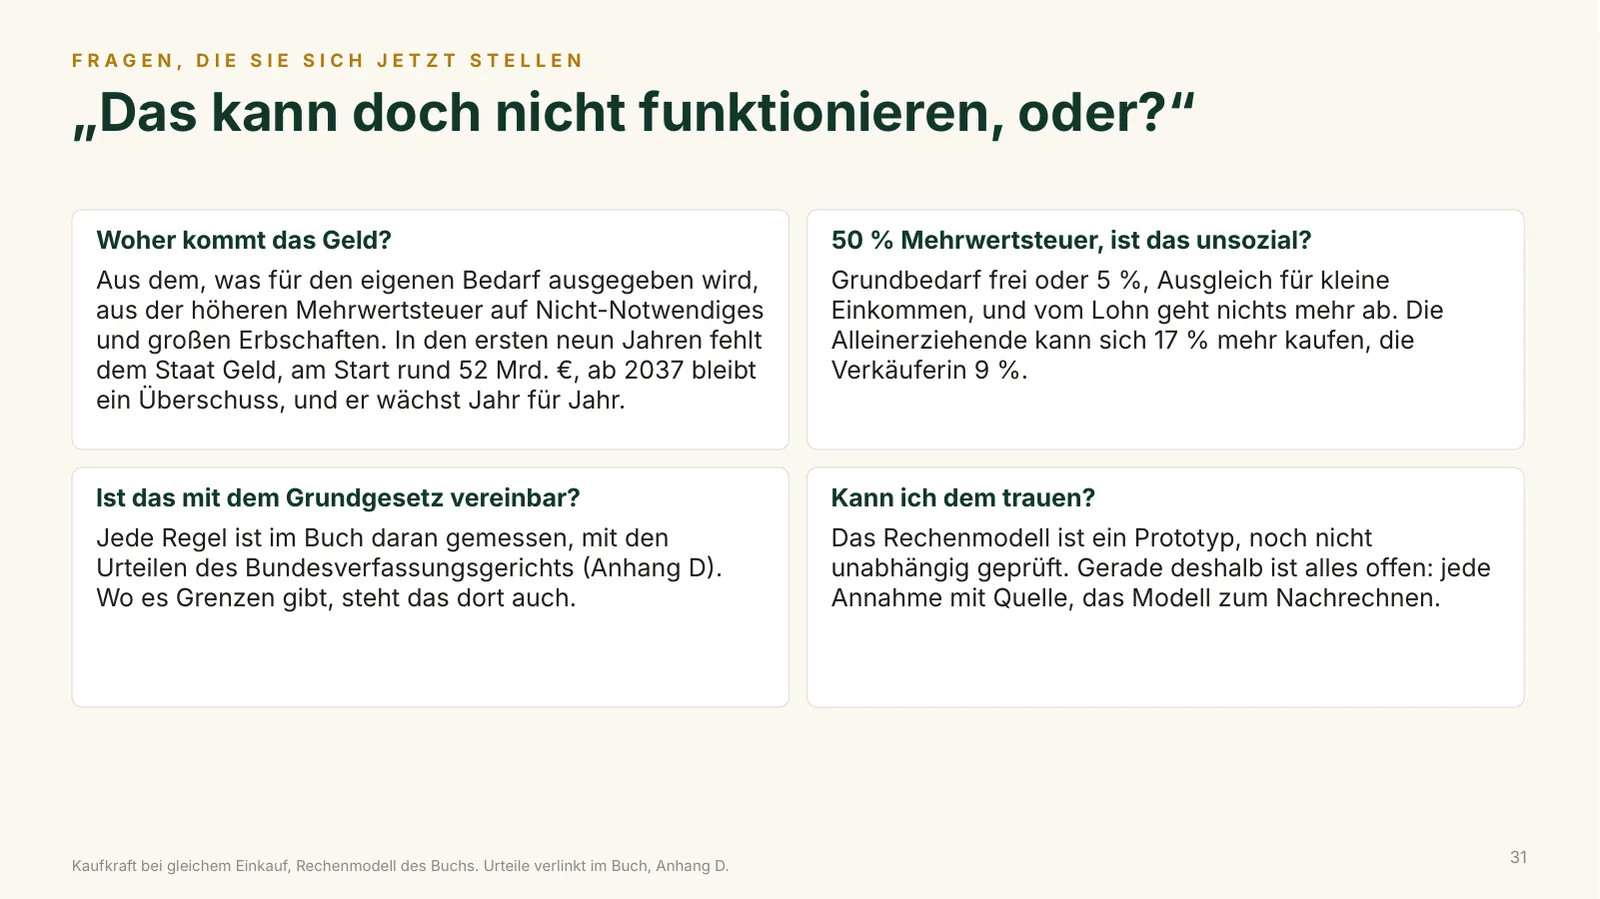 FRAGEN, DIE SIE SICH JETZT STELLEN
„Das kann doch nicht funktionieren, oder?“
Woher kommt das Geld?
Aus dem, was für den eigenen Bedarf ausgegeben wird,
aus der höheren Mehrwertsteuer auf Nicht-Notwendiges
und großen Erbschaften. In den ersten neun Jahren fehlt
dem Staat Geld, am Start rund 52 Mrd. €, ab 2037 bleibt
ein Überschuss, und er wächst Jahr für Jahr.
50 % Mehrwertsteuer, ist das unsozial?
Grundbedarf frei oder 5 %, Ausgleich für kleine
Einkommen, und vom Lohn geht nichts mehr ab. Die
Alleinerziehende kann sich 17 % mehr kaufen, die
Verkäuferin 9 %.
Ist das mit dem Grundgesetz vereinbar?
Jede Regel ist im Buch daran gemessen, mit den
Urteilen des Bundesverfassungsgerichts (Anhang D).
Wo es Grenzen gibt, steht das dort auch.
Kann ich dem trauen?
Das Rechenmodell ist ein Prototyp, noch nicht
unabhängig geprüft. Gerade deshalb ist alles offen: jede
Annahme mit Quelle, das Modell zum Nachrechnen.
Kaufkraft bei gleichem Einkauf, Rechenmodell des Buchs. Urteile verlinkt im Buch, Anhang D.
31